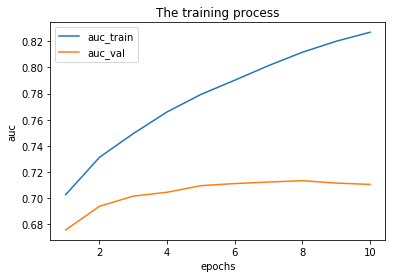 The training process
auc_train
auc_val
0.82
0.80
0.78
0.76
0.74
0.72
0.70
0.68
auc
2 4 6 8 10
epochs